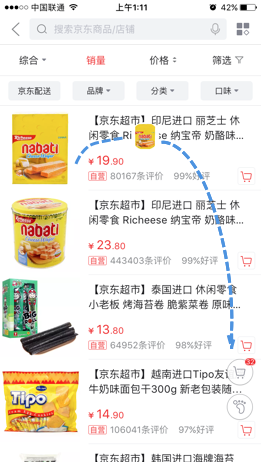 中国联通
上午1:11
42%
搜索京东商品/店铺
综合
销量
价格
筛选
京东配送
品牌
分类
口味
【京东超市】印尼进口 丽芝士 休
闲零食 Ri
纳宝帝 奶酪味...
¥19.90
自营 80167条评价 99%好评
【京东超市】印尼进口 丽芝士 休
闲零食 Richeese 纳宝帝 奶酪味...
¥23.80
自营 443403条评价 99%好评
【京东超市】泰国进口 休闲零食
小老板 烤海苔卷 脆紫菜卷 原味...
¥13.80
自营 64952条评价 98%好评
32
【京东超市】越南进口Tipo友
牛奶味面包干300g 新老包装随...
¥14.90
自营 106041条评价 97%好评
【京东超市】韩国进口海牌海苔
Richeese
nabati
nabati
BIG
Tipo